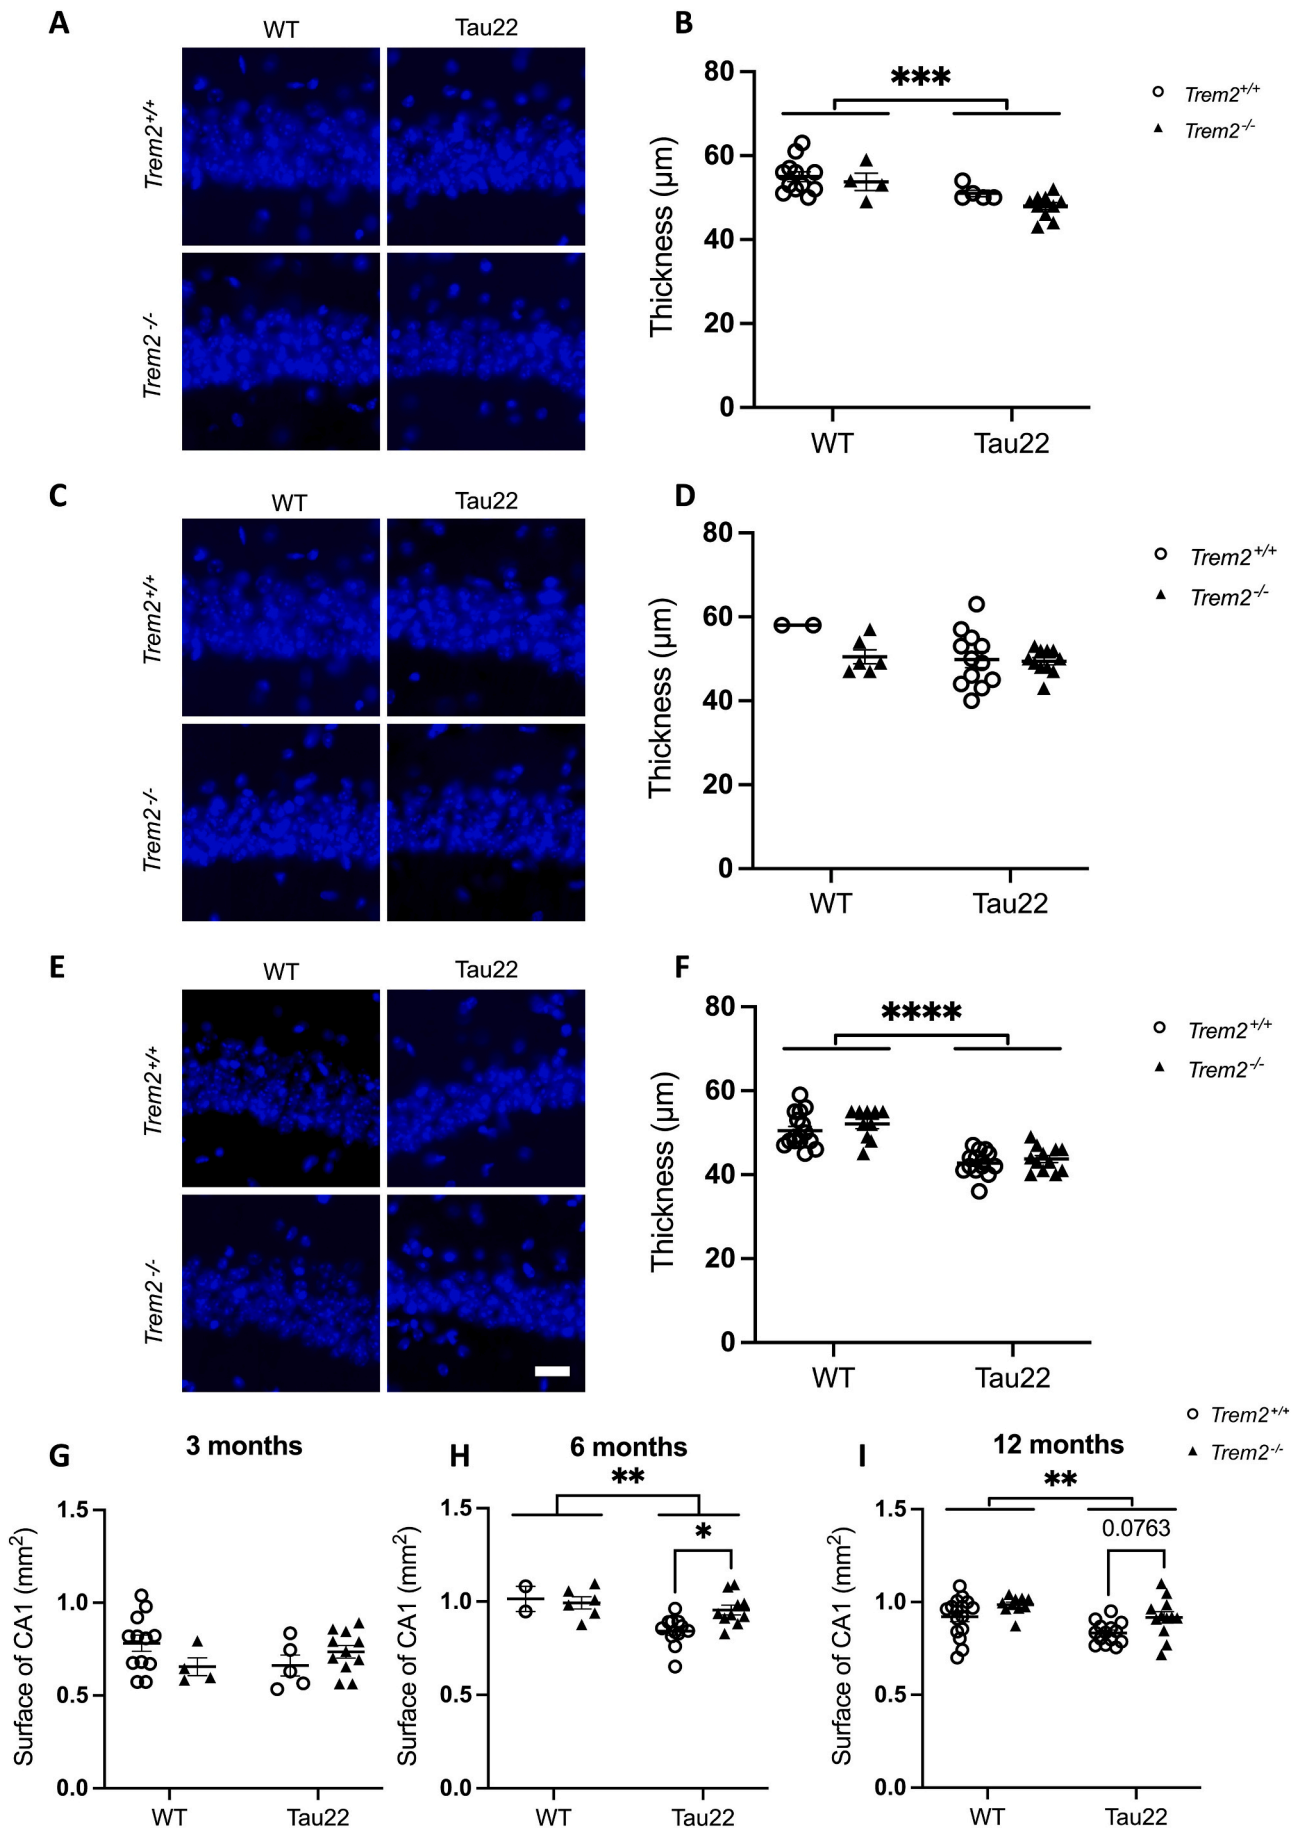 A
WT
Tau22
Trem2+/+
Trem2-/-
B
***
80
60
40
20
0
Thickness (µm)
WT
Tau22
Trem2+/+
Trem2-/-
C
WT
Tau22
Trem2+/+
Trem2-/-
D
80
60
40
20
0
Thickness (µm)
WT
Tau22
Trem2+/+
Trem2-/-
E
WT
Tau22
Trem2+/+
Trem2-/-
F
****
80
60
40
20
0
Thickness (µm)
WT
Tau22
Trem2+/+
Trem2-/-
Trem2+/+
Trem2-/-
G
3 months
1.5
1.0
0.5
0.0
Surface of CA1 (mm2)
WT
Tau22
H
6 months
**
*
1.5
1.0
0.5
0.0
Surface of CA1 (mm2)
WT
Tau22
I
12 months
**
0.0763
1.5
1.0
0.5
0.0
Surface of CA1 (mm2)
WT
Tau22